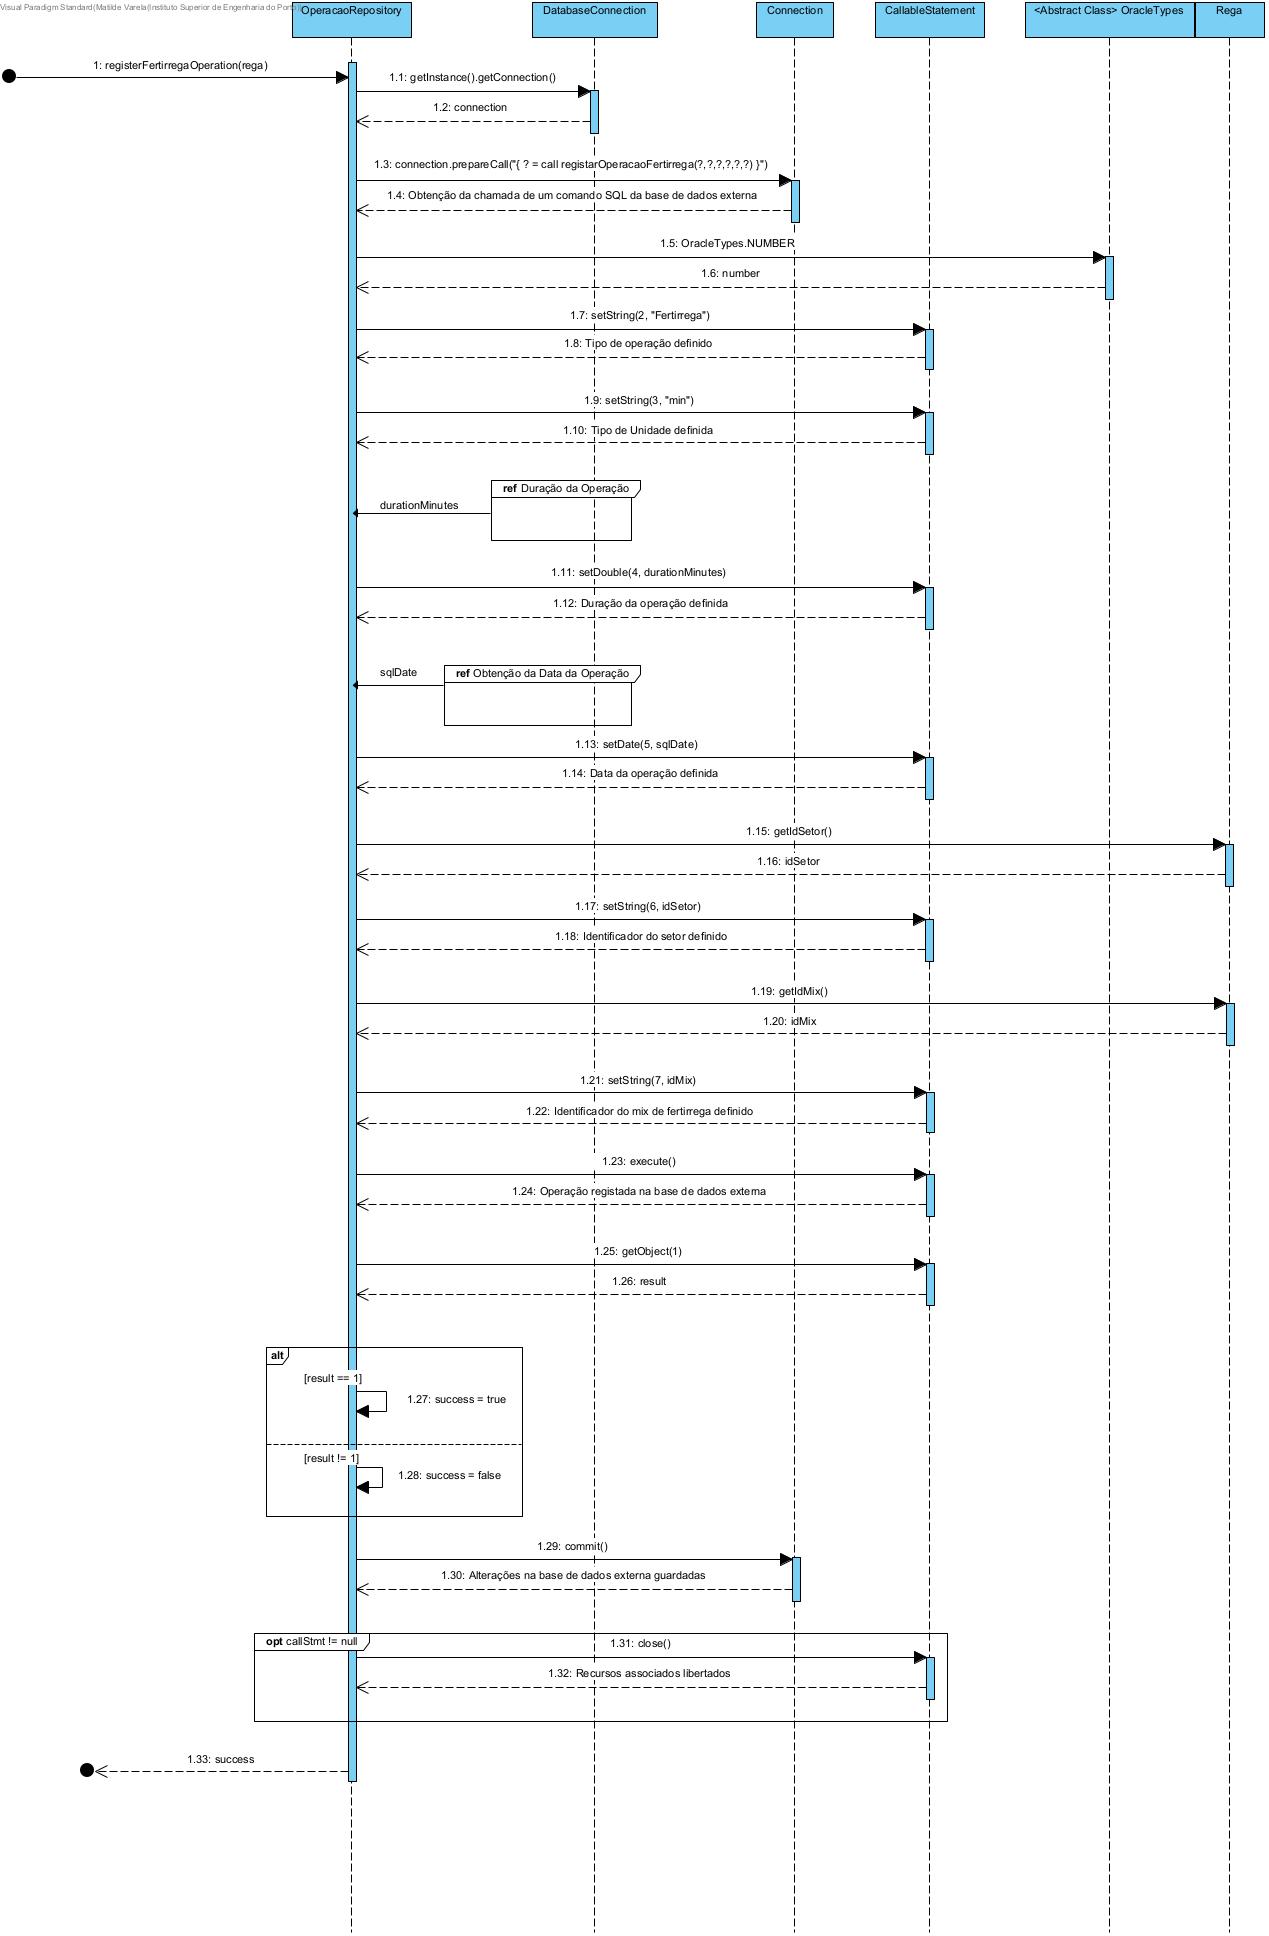 Visual Paradigm Standard(Matilde Varela(Instituto Superior de Engenharia do Porto))
OperacaoRepository
DatabaseConnection
Connection
CallableStatement
<Abstract Class> OracleTypes
Rega
1: registerFertirregaOperation(rega)
1.1: getInstance().getConnection()
1.2: connection
1.3: connection.prepareCall("{ ? = call registarOperacaoFertirrega(?,?,?,?,?,?) }")
1.4: Obtenção da chamada de um comando SQL da base de dados externa
1.5: OracleTypes.NUMBER
1.6: number
1.7: setString(2, "Fertirrega")
1.8: Tipo de operação definido
1.9: setString(3, "min")
1.10: Tipo de Unidade definida
ref Duração da Operação
durationMinutes
1.11: setDouble(4, durationMinutes)
1.12: Duração da operação definida
sqlDate
ref Obtenção da Data da Operação
1.13: setDate(5, sqlDate)
1.14: Data da operação definida
1.15: getIdSetor()
1.16: idSetor
1.17: setString(6, idSetor)
1.18: Identificador do setor definido
1.19: getIdMix()
1.20: idMix
1.21: setString(7, idMix)
1.22: Identificador do mix de fertirrega definido
1.23: execute()
1.24: Operação registada na base de dados externa
1.25: getObject(1)
1.26: result
alt
[result == 1]
1.27: success = true
[result != 1]
1.28: success = false
1.29: commit()
1.30: Alterações na base de dados externa guardadas
opt callStmt != null
1.31: close()
1.32: Recursos associados libertados
1.33: success